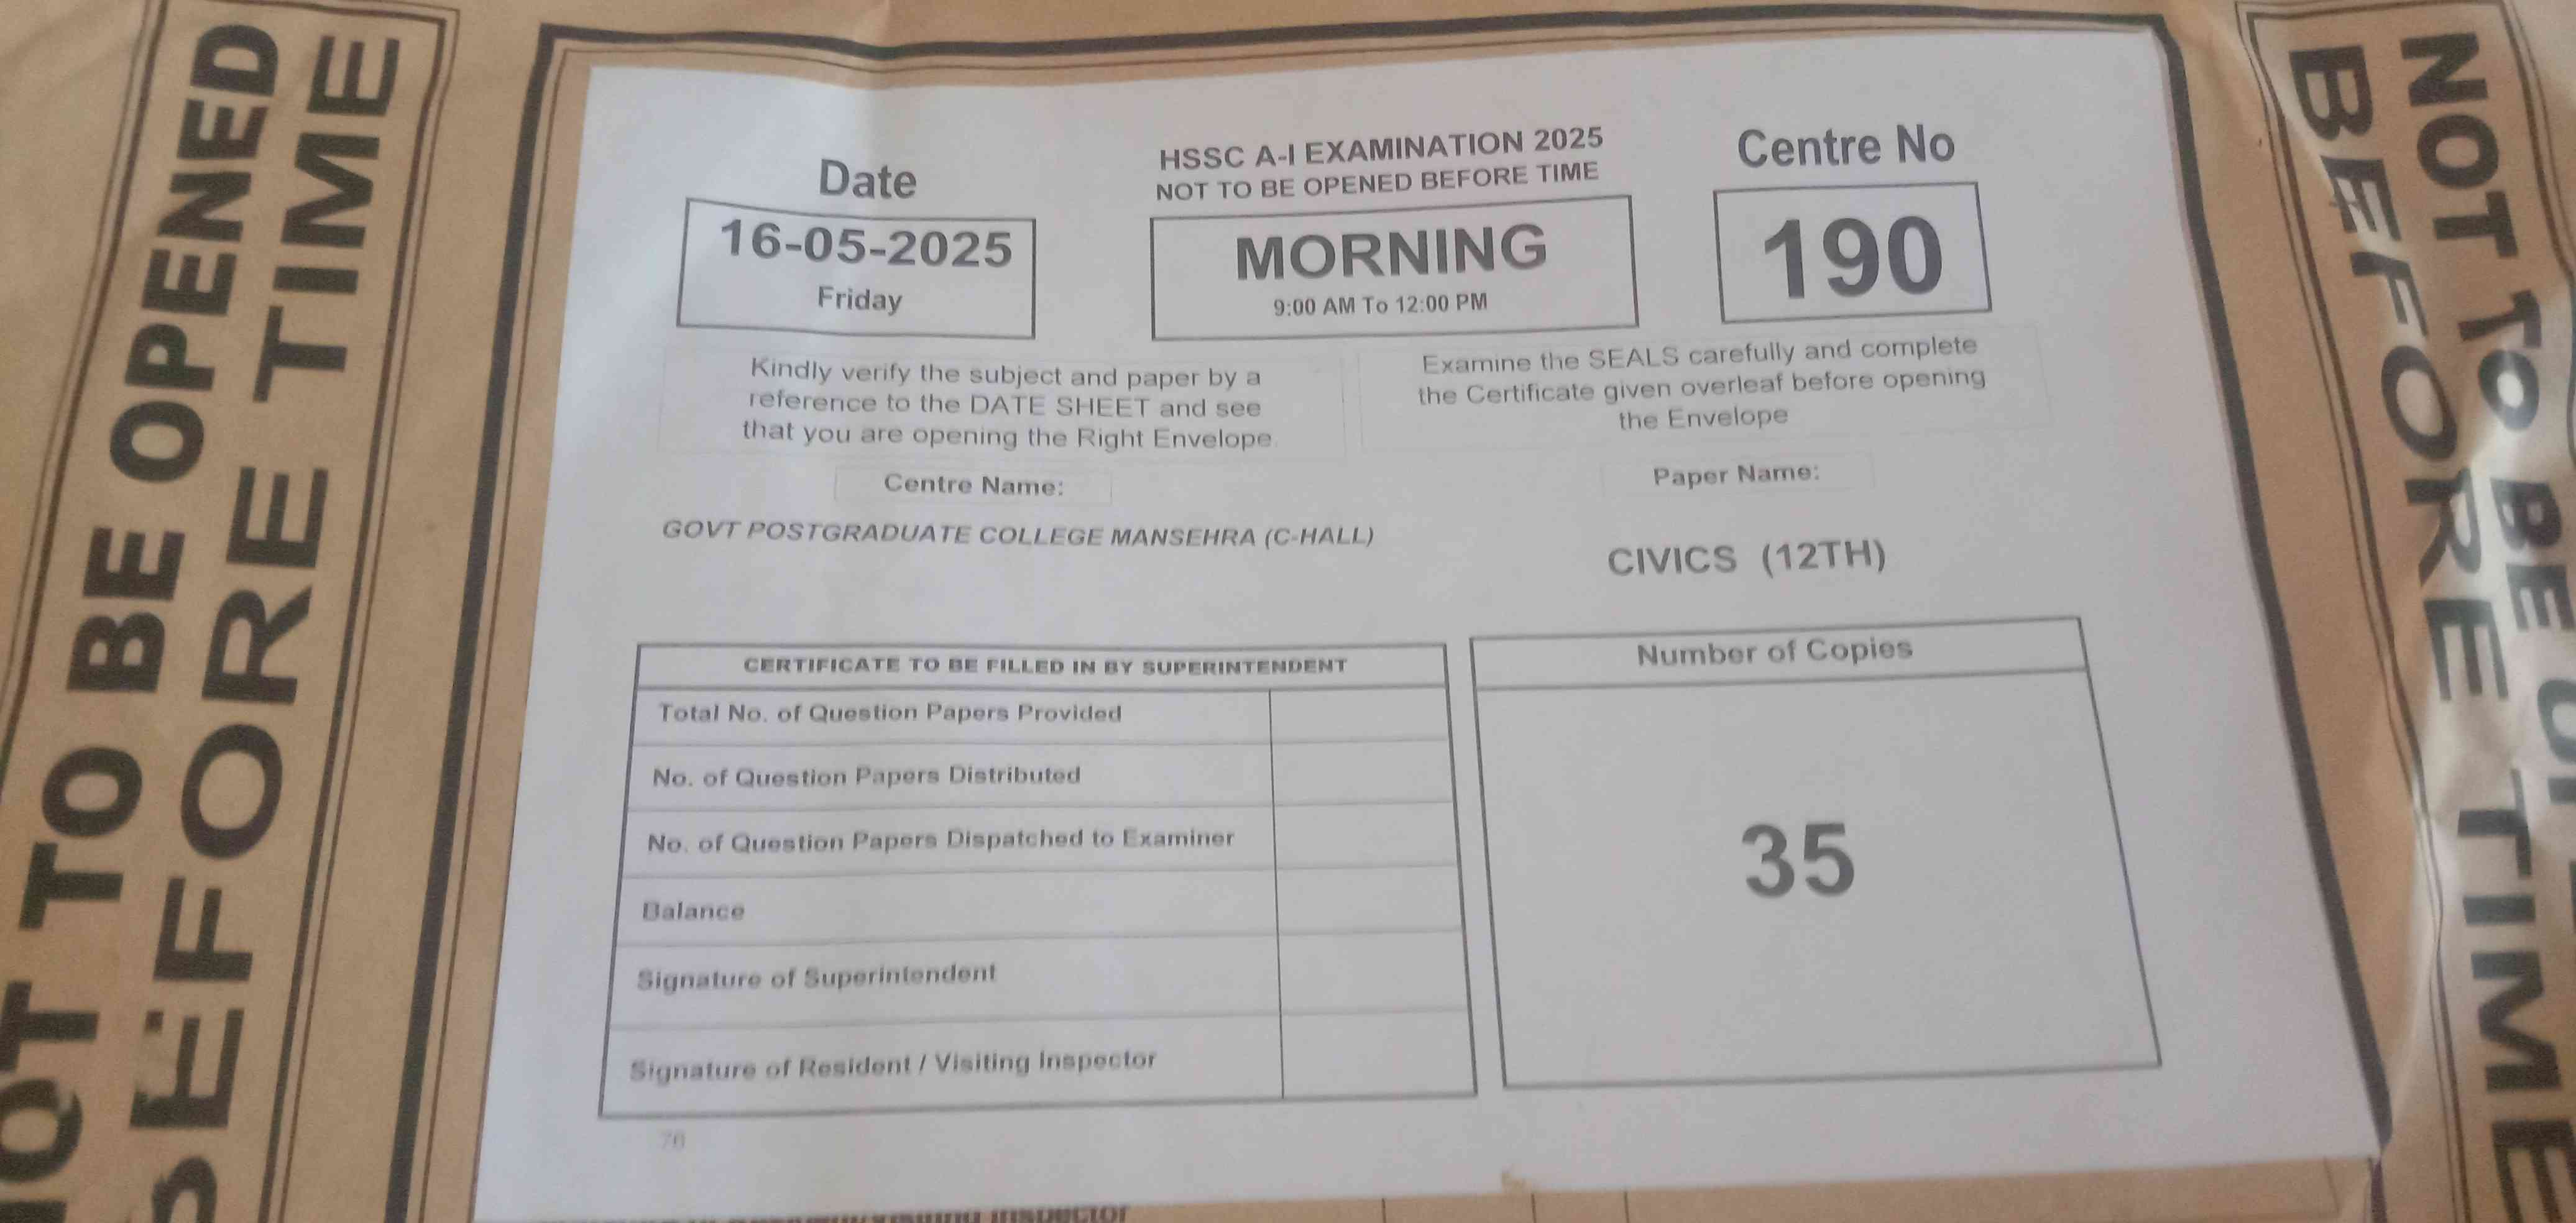 NOT TO BE OPENED
BEFORE TIME
HSSC A-I EXAMINATION 2025
NOT TO BE OPENED BEFORE TIME
Date
16-05-2025
Friday
MORNING
9:00 AM To 12:00 PM
Centre No
190
Kindly verify the subject and paper by a
reference to the DATE SHEET and see
that you are opening the Right Envelope
Examine the SEALS carefully and complete
the Certificate given overleaf before opening
the Envelope
Centre Name:
GOVT POSTGRADUATE COLLEGE MANSEHRA (C-HALL)
Paper Name:
CIVICS (12TH)
CERTIFICATE TO BE FILLED IN BY SUPERINTENDENT
Total No. of Question Papers Provided
No. of Question Papers Distributed
No. of Question Papers Dispatched to Examiner
Balance
Signature of Superintendent
Signature of Resident / Visiting Inspector
Number of Copies
35
76
NOT TO BE OP
BEFORE TIME
Inspector